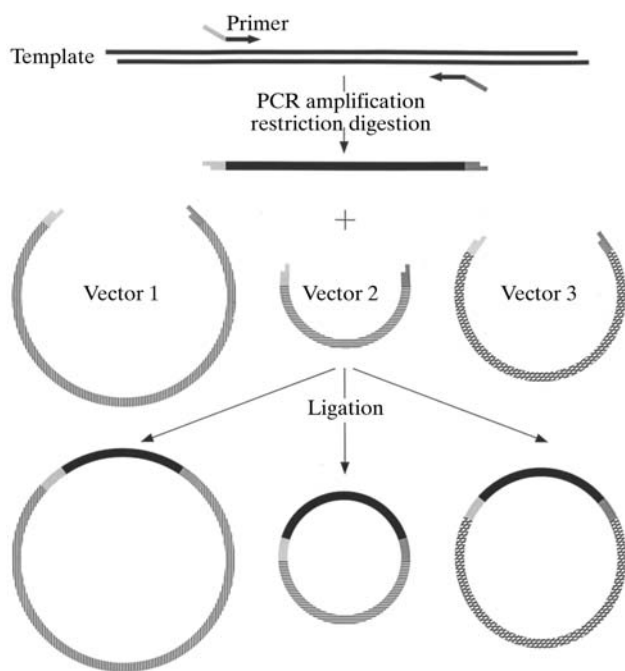 Primer
Template
PCR amplification
restriction digestion
+
Vector 1
Vector 2
Vector 3
Ligation